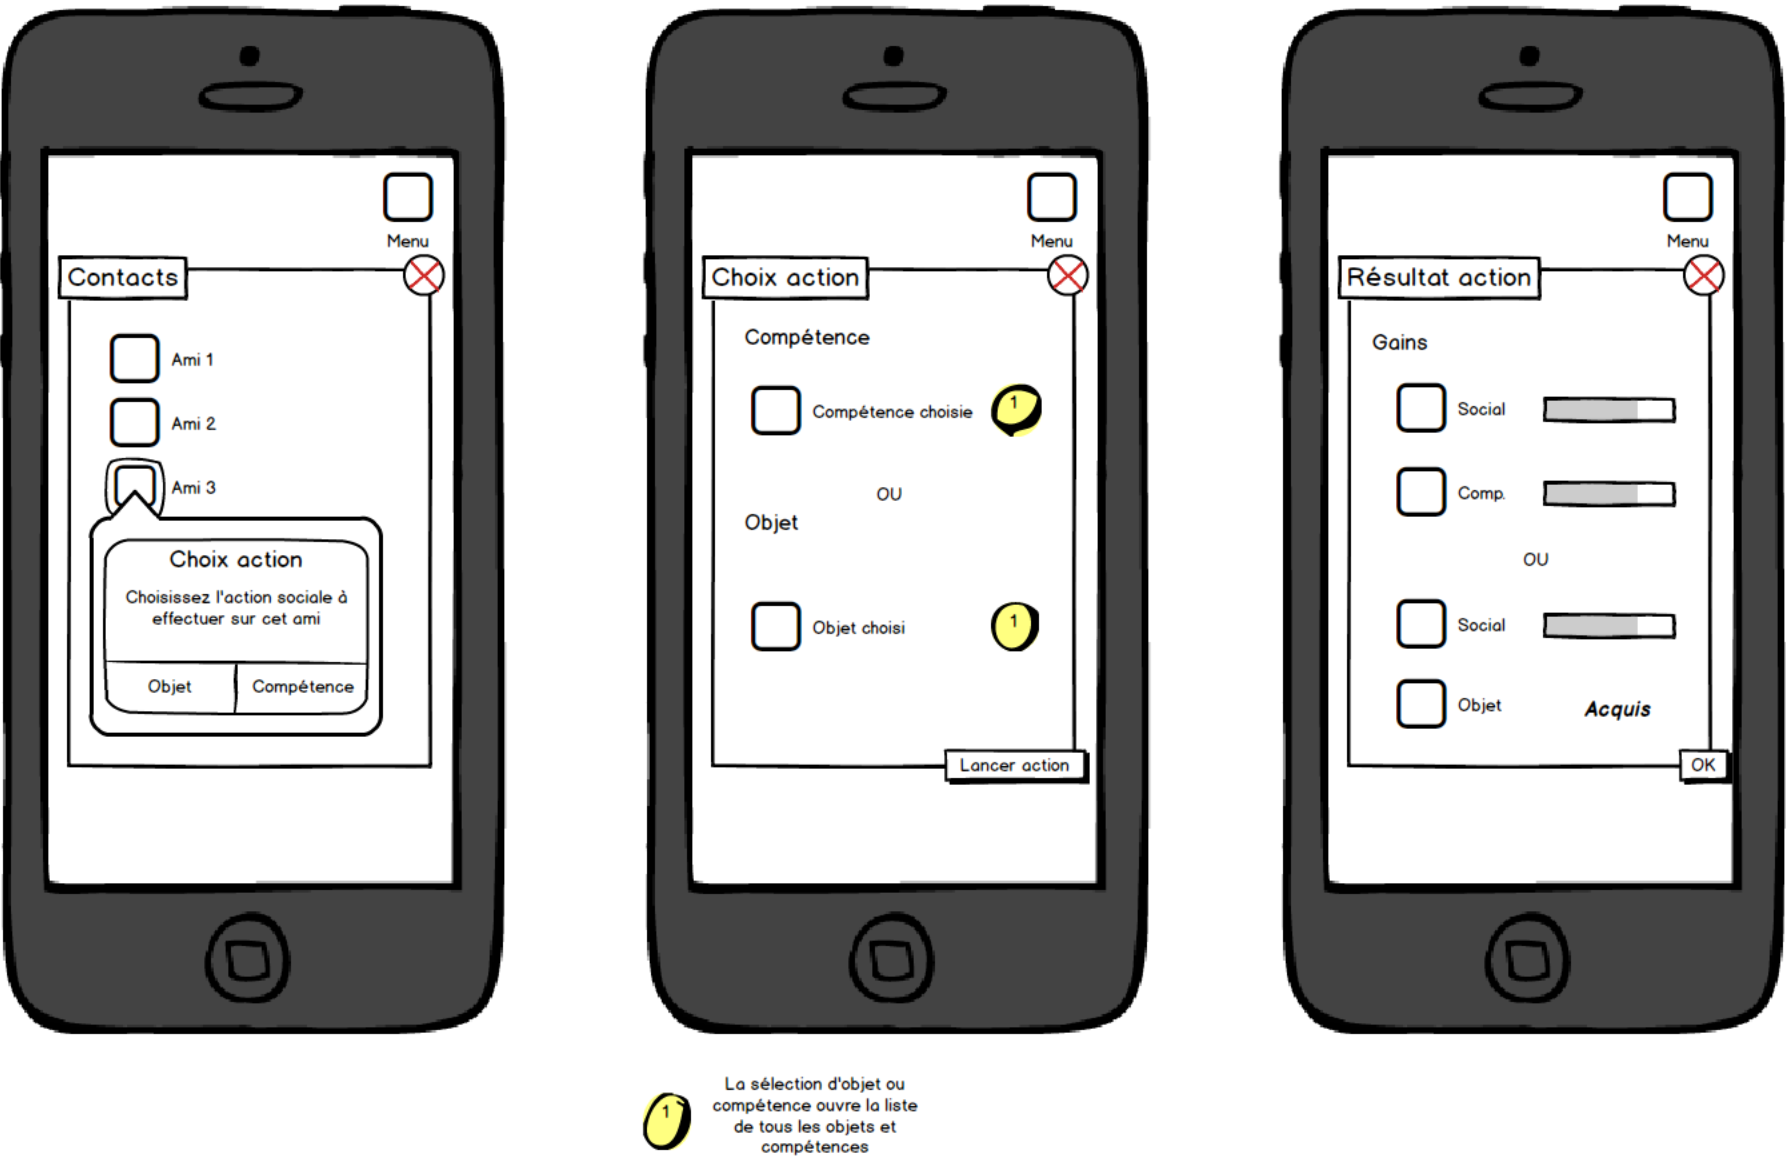 Menu
Contacts
Ami 1
Ami 2
Ami 3
Choix action
Choisissez l'action sociale à
effectuer sur cet ami
Objet
Compétence
Menu
Choix action
Compétence
Compétence choisie
1
OU
Objet
Objet choisi
1
Lancer action
Menu
Résultat action
Gains
Social
Comp.
OU
Social
Objet
Acquis
OK
1
La sélection d'objet ou
compétence ouvre la liste
de tous les objets et
compétences